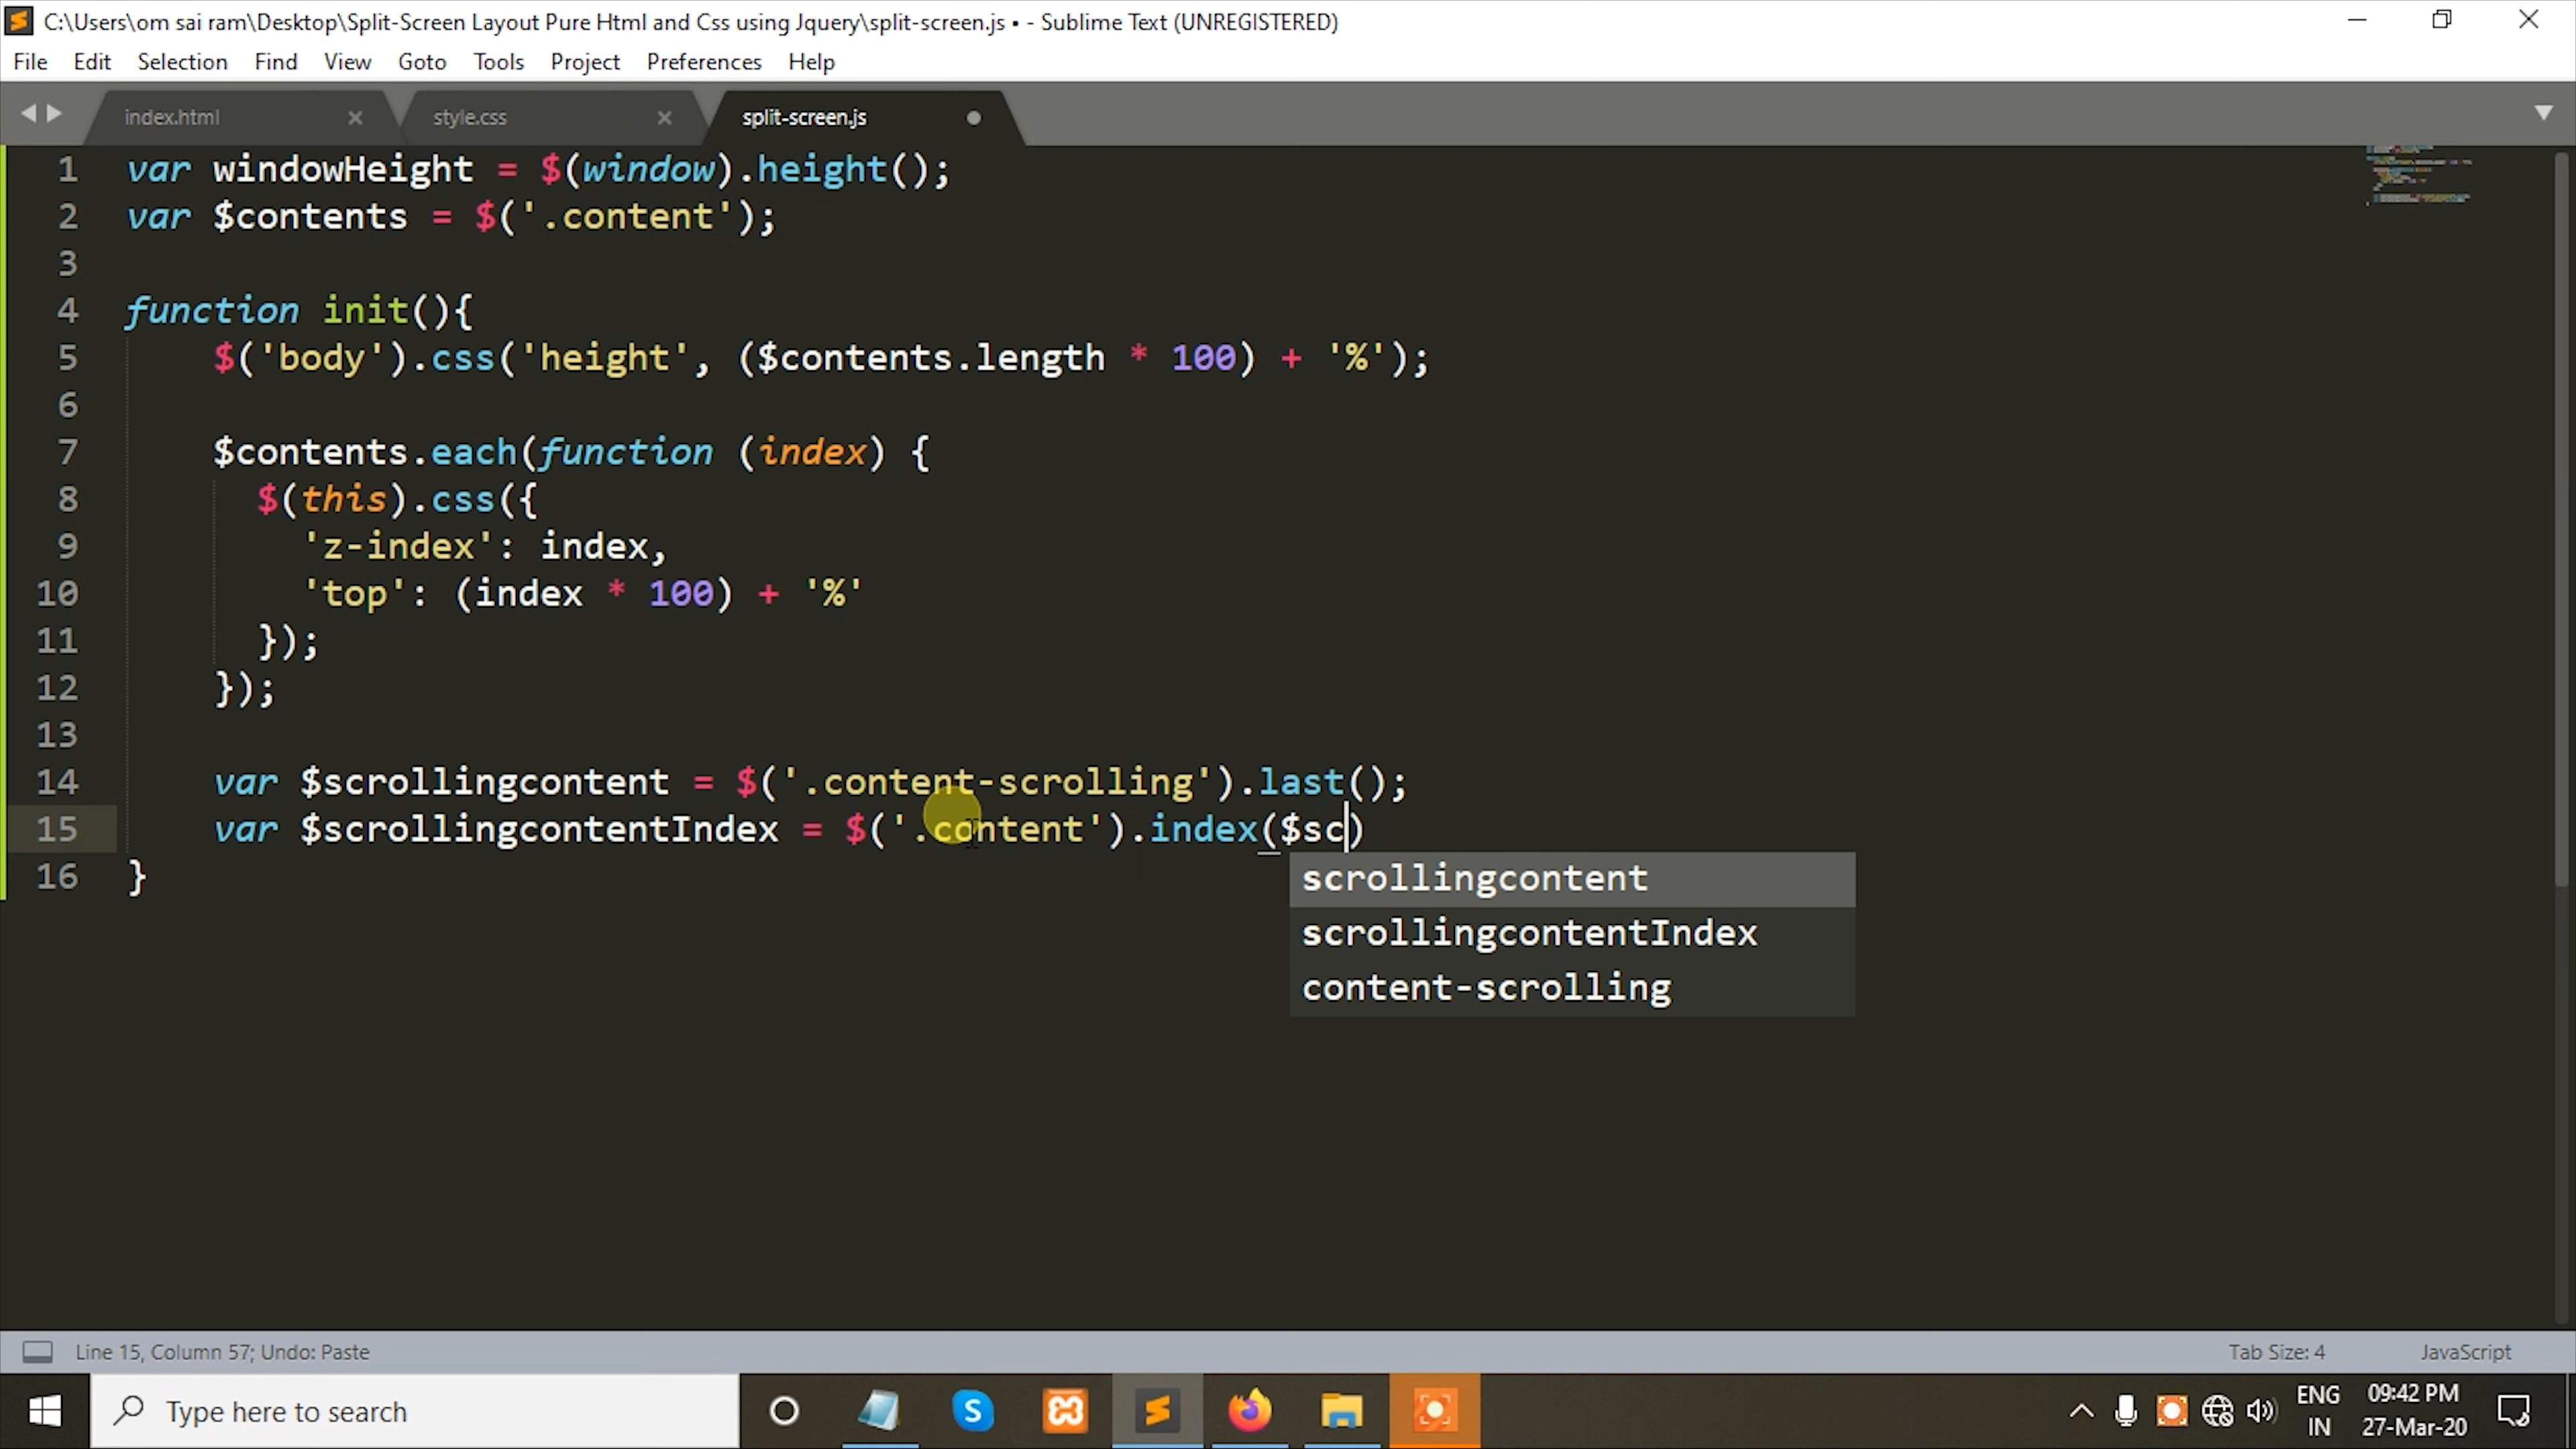 C:\Users\om sai ram\Desktop\Split-Screen Layout Pure Html and Css using Jquery\split-screen.js • - Sublime Text (UNREGISTERED)
File Edit Selection Find View Goto Tools Project Preferences Help
index.html × style.css × split-screen.js
1 var windowHeight = $(window).height();
2 var $contents = $('.content');
3
4 function init(){
5 $('body').css('height', ($contents.length * 100) + '%');
6
7 $contents.each(function (index) {
8 $(this).css({
9 'z-index': index,
10 'top': (index * 100) + '%'
11 });
12 });
13
14 var $scrollingcontent = $('.content-scrolling').last();
15 var $scrollingcontentIndex = $('.content').index($sc)
16 }
scrollingcontent
scrollingcontentIndex
content-scrolling
Line 15, Column 57; Undo: Paste Tab Size: 4 JavaScript
Type here to search
ENG 09:42 PM
IN 27-Mar-20